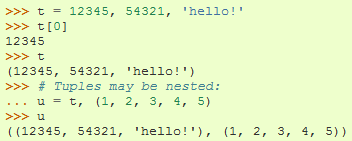 >>> t = 12345, 54321, 'hello!'
>>> t[0]
12345
>>> t
(12345, 54321, 'hello!')
>>> # Tuples may be nested:
... u = t, (1, 2, 3, 4, 5)
>>> u
((12345, 54321, 'hello!'), (1, 2, 3, 4, 5))